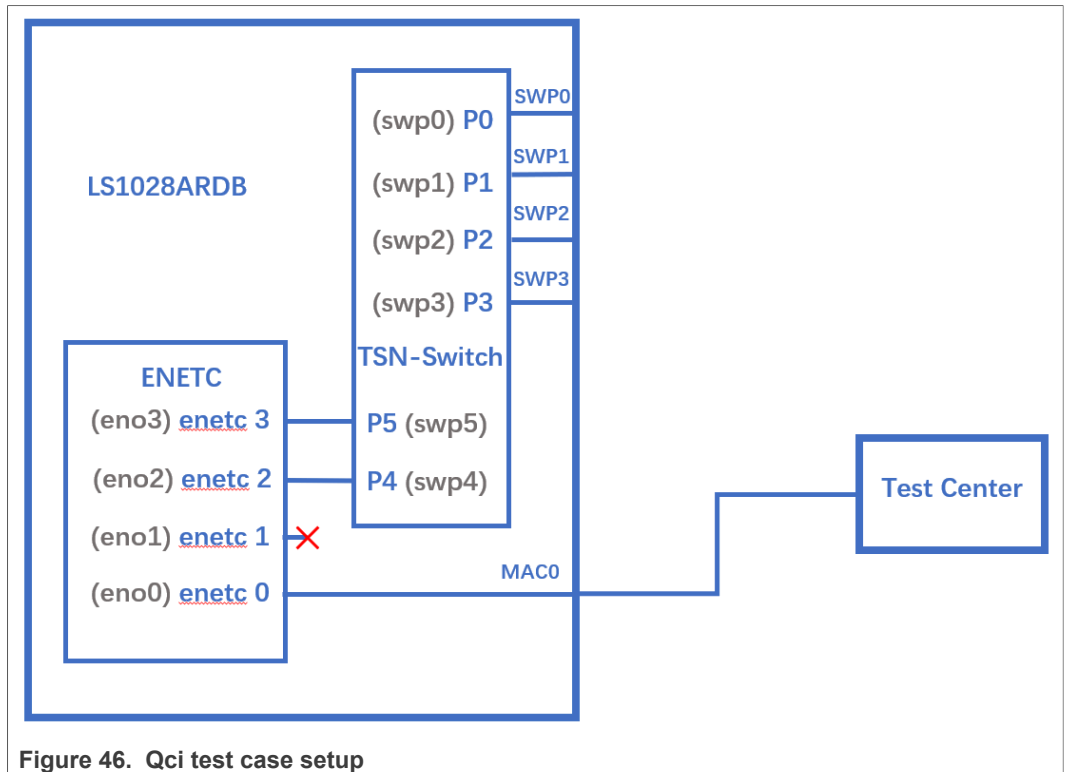 SWP0
(swp0) P0
SWP1
(swp1) P1
LS1028ARDB
SWP2
(swp2) P2
SWP3
(swp3) P3
TSN-Switch
ENETC
(eno3) enetc 3
P5 (swp5)
(eno2) enetc 2
P4 (swp4)
Test Center
(eno1) enetc 1
MAC0
(eno0) enetc 0
Figure 46. Qci test case setup